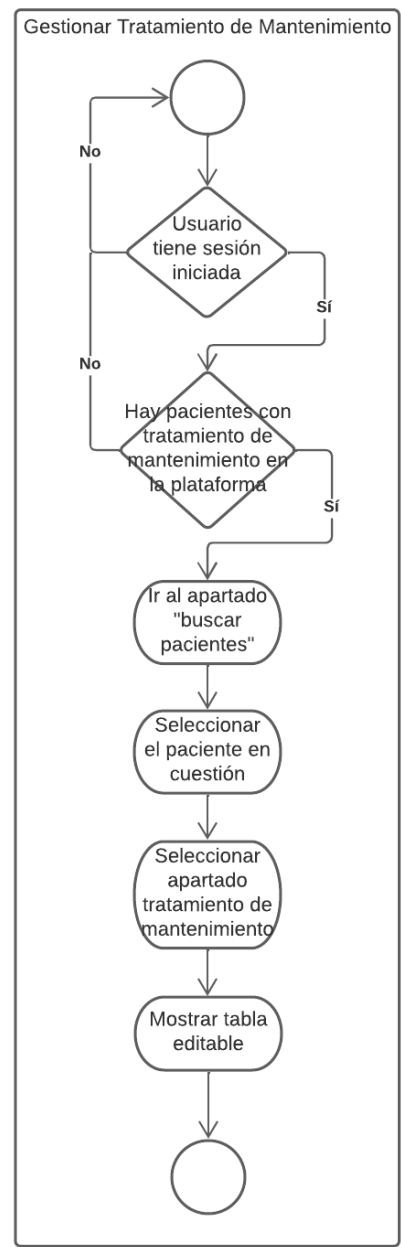 Gestionar Tratamiento de Mantenimiento
No
Usuario
tiene sesión
iniciada
Sí
No
Hay pacientes con
tratamiento de
mantenimiento en
la plataforma
Sí
Ir al apartado
"buscar
pacientes"
Seleccionar
el paciente en
cuestión
Seleccionar
apartado
tratamiento de
mantenimiento
Mostrar tabla
editable